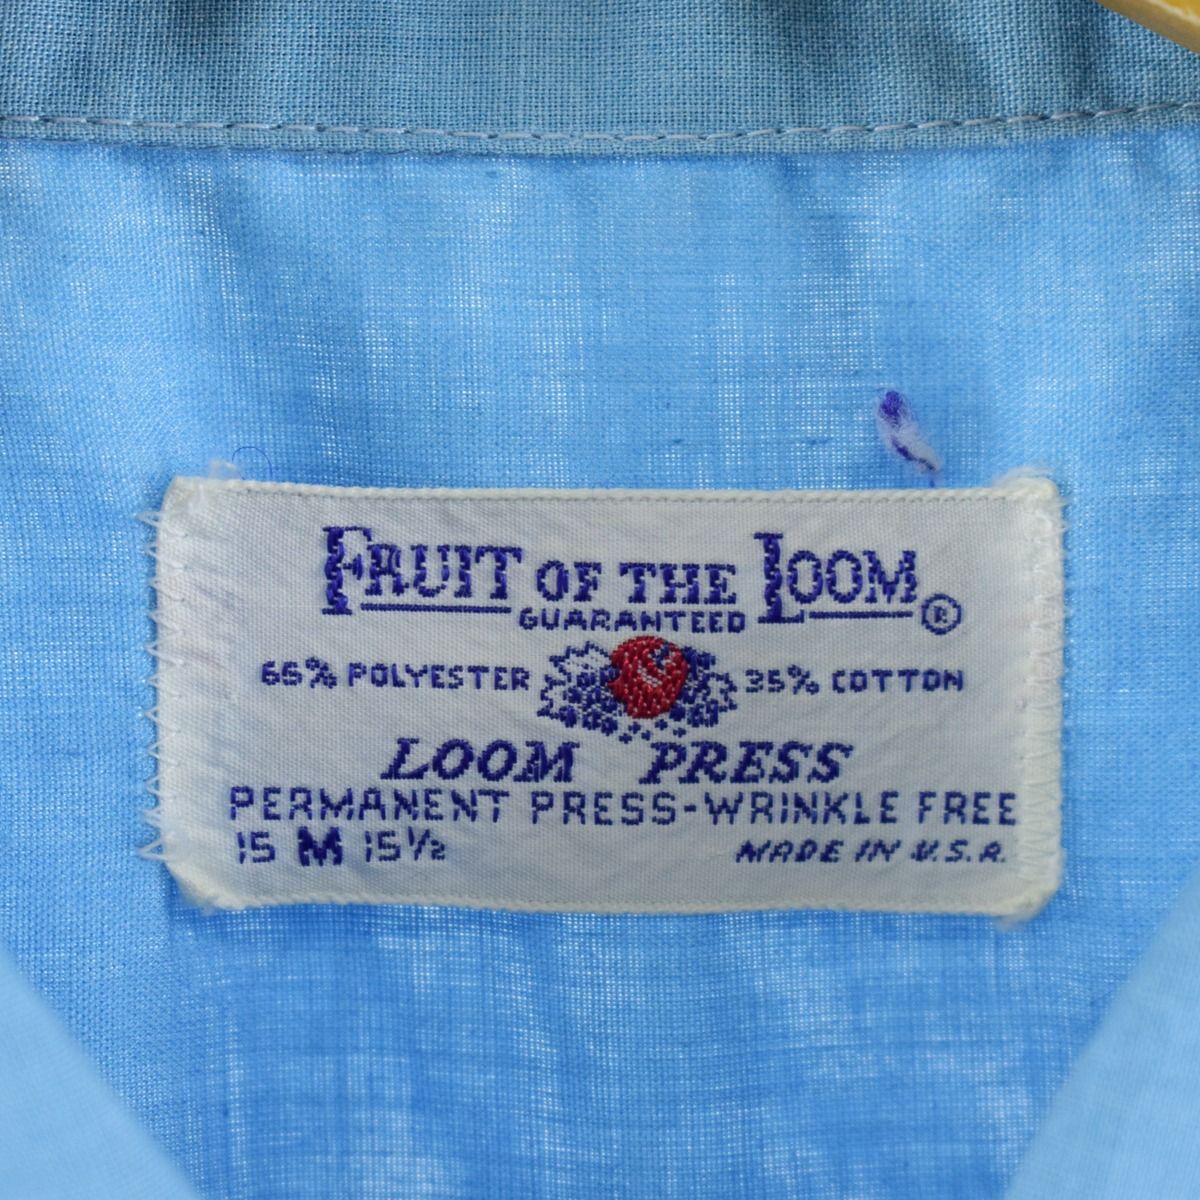 FRUIT OF THE LOOM ®
GUARANTEED
65% POLYESTER 35% COTTON
LOOM PRESS
PERMANENT PRESS-WRINKLE FREE
15 M 15½ MADE IN U.S.A.